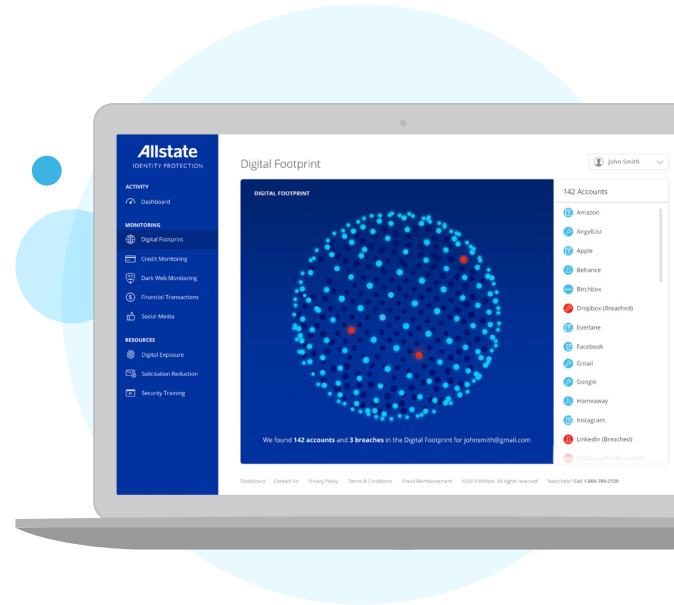 Allstate
IDENTITY PROTECTION
ACTIVITY
Dashboard
MONITORING
Digital Footprint
Credit Monitoring
Dark Web Monitoring
Financial Transactions
Social Media
RESOURCES
Digital Exposure
Solicitation Reduction
Security Training
Digital Footprint
John Smith
DIGITAL FOOTPRINT
We found 142 accounts and 3 breaches in the Digital Footprint for johnsmith@gmail.com
142 Accounts
Amazon
AngelList
Apple
Behance
Birchbox
Dropbox (Breached)
Everlane
Facebook
Gmail
Google
Homeaway
Instagram
LinkedIn (Breached)
MyFitnessPal (Breached)
Dashboard Contact Us Privacy Policy Terms & Conditions Fraud Reimbursement ©2019 Allstate. All rights reserved. Need help? Call 1-800-789-2720